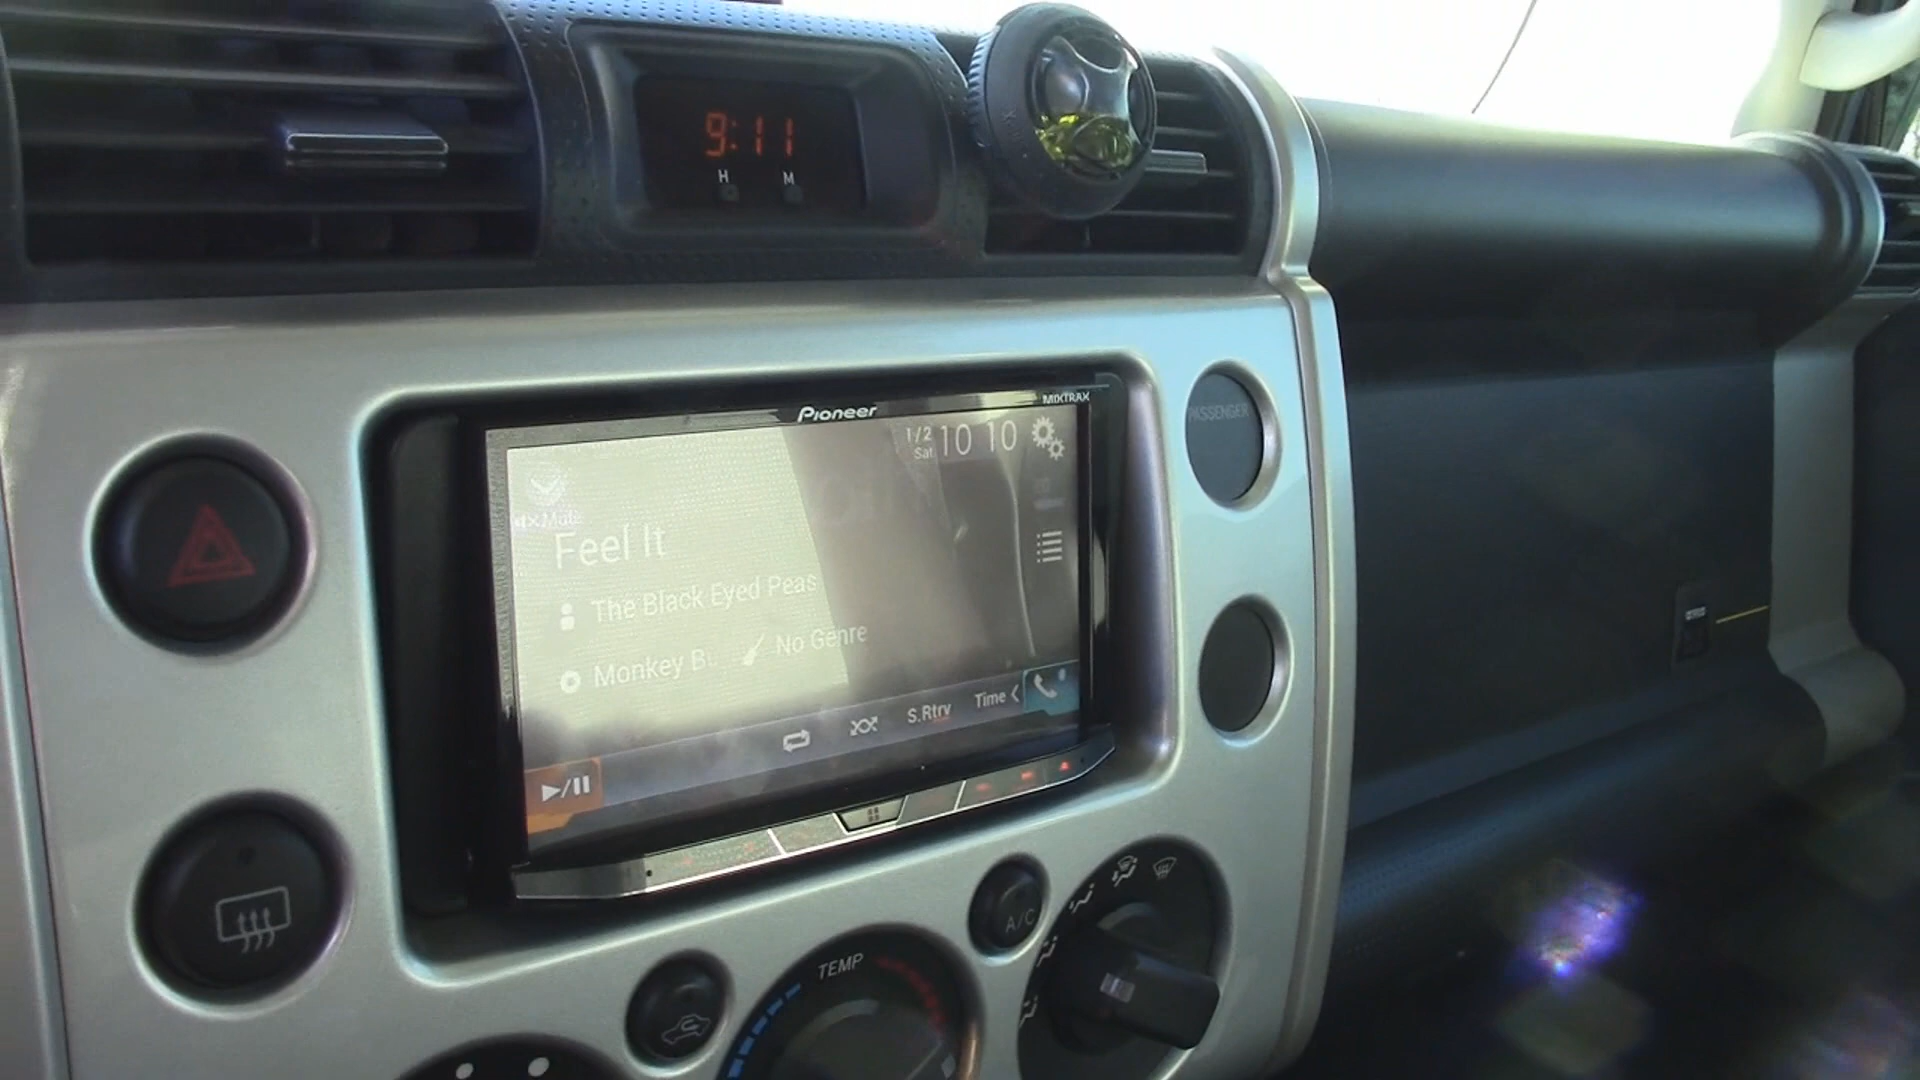 9:11
H M
Pioneer
MIXTRAX
1/2
Sat
10 10
Feel It
The Black Eyed Peas
Monkey
No Genre
S.Rtrv
Time
PASSENGER
A/C
TEMP